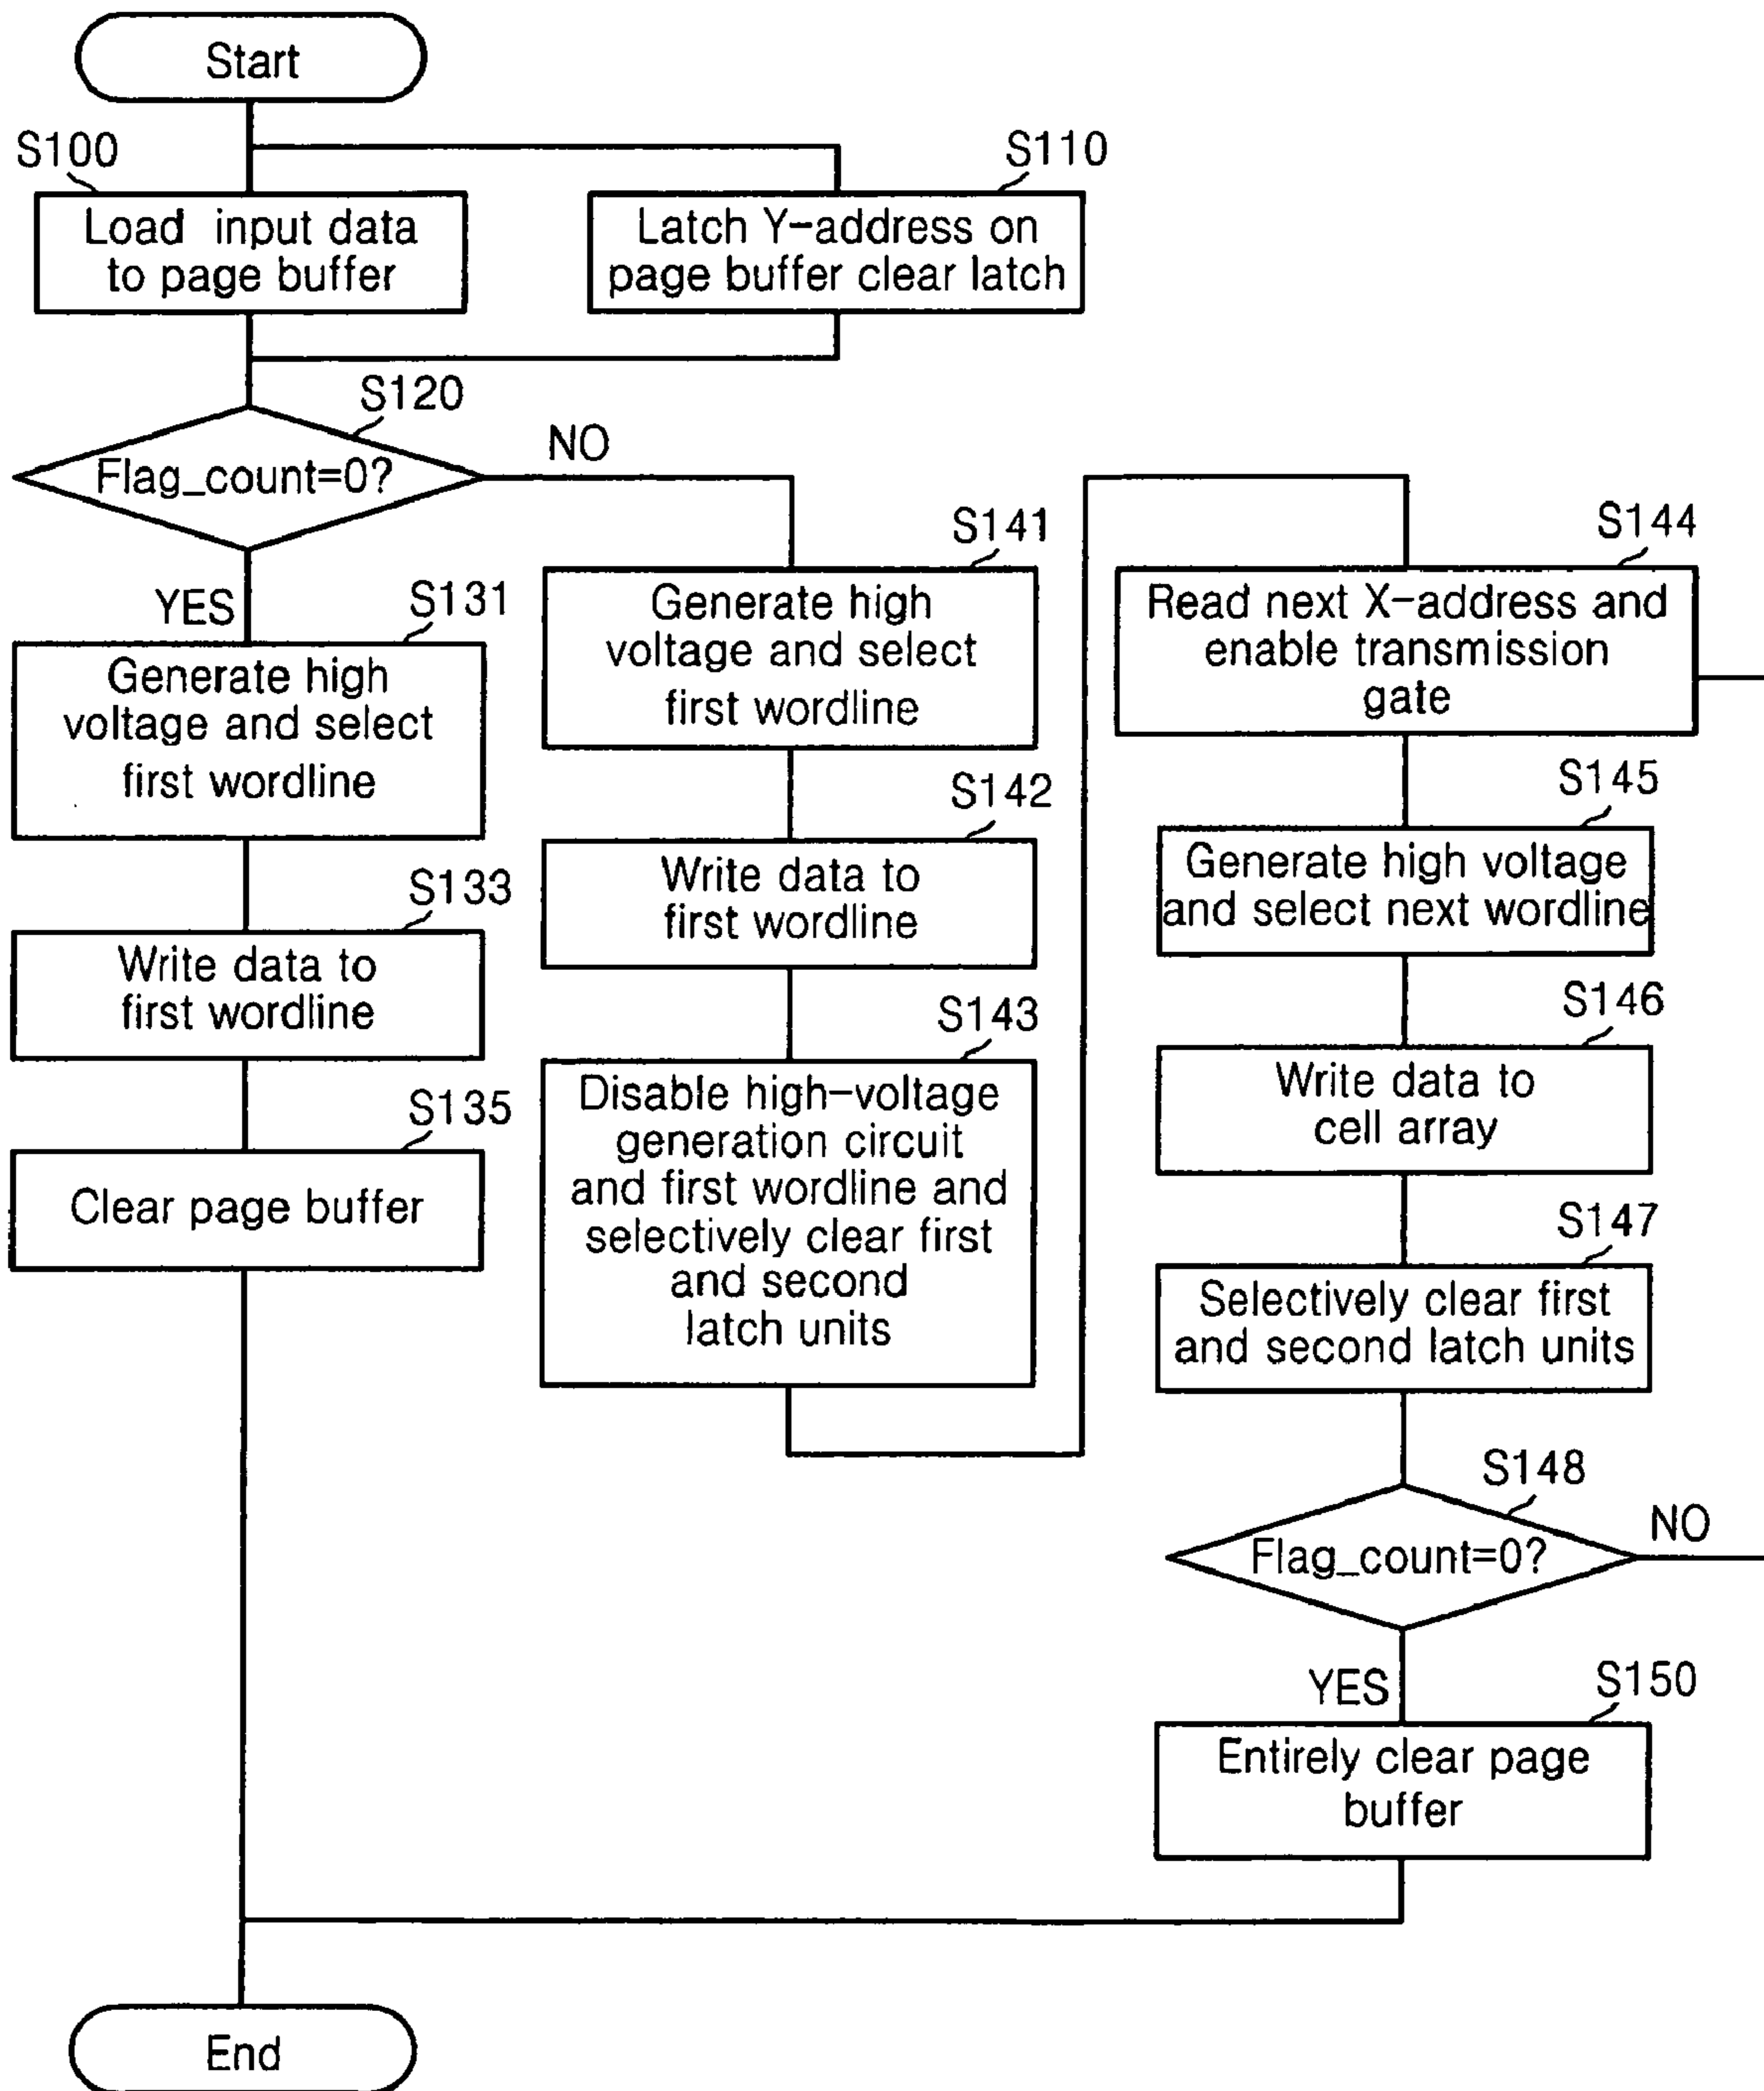 Start
S100
Load input data
to page buffer
S110
Latch Y-address on
page buffer clear latch
S120
Flag_count=0?
NO
YES
S131
Generate high
voltage and select
first wordline
S133
Write data to
first wordline
S135
Clear page buffer
S141
Generate high
voltage and select
first wordline
S142
Write data to
first wordline
S143
Disable high-voltage
generation circuit
and first wordline and
selectively clear first
and second
latch units
S144
Read next X-address and
enable transmission
gate
S145
Generate high voltage
and select next wordline
S146
Write data to
cell array
S147
Selectively clear first
and second latch units
S148
Flag_count=0?
NO
YES
S150
Entirely clear page
buffer
End